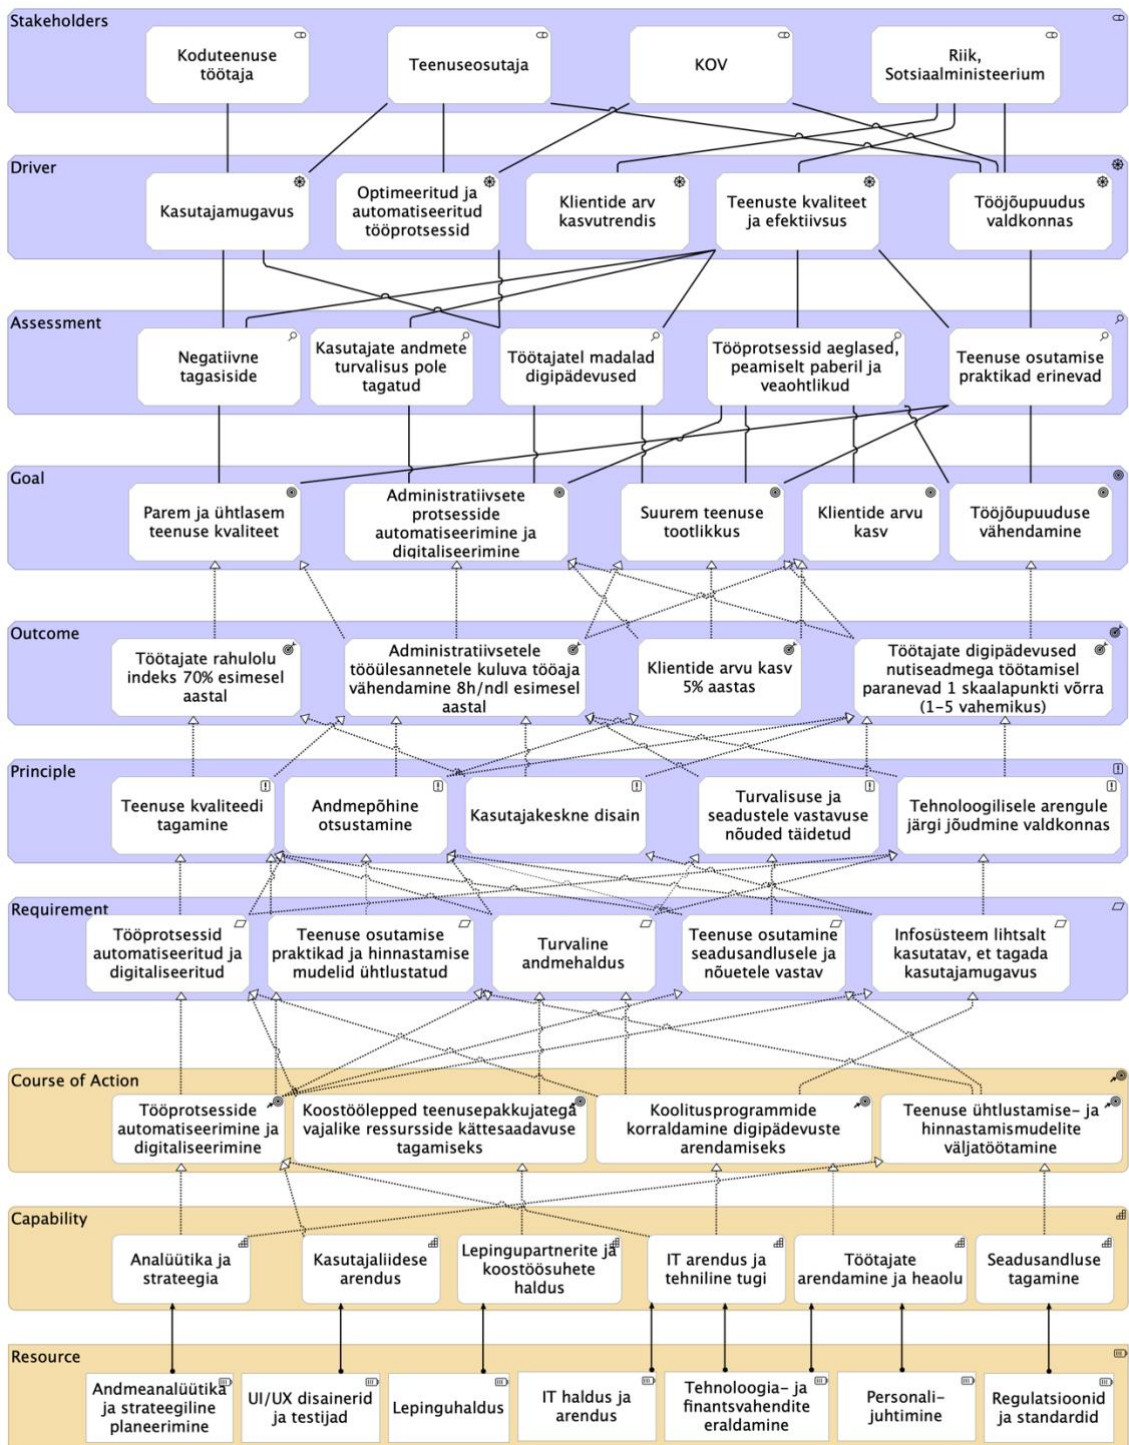 Stakeholders
Koduteenuse
töötaja
Teenuseosutaja
KOV
Riik,
Sotsiaalministeerium
Driver
Kasutajamugavus
Optimeeritud ja
automatiseeritud
tööprotsessid
Klientide arv
kasvutrendis
Teenuste kvaliteet
ja efektiivsus
Tööjõupuudus
valdkonnas
Assessment
Negatiivne
tagasiside
Kasutajate andmete
turvalisus pole
tagatud
Töötajatel madalad
digipädevused
Tööprotsessid aeglased,
peamiselt paberil ja
veaohtlikud
Teenuse osutamise
praktikad erinevad
Goal
Parem ja ühtlasem
teenuse kvaliteet
Administratiivsete
protsesside
automatiseerimine ja
digitaliseerimine
Suurem teenuse
tootlikkus
Klientide arvu
kasv
Tööjõupuuduse
vähendamine
Outcome
Töötajate rahulolu
indeks 70% esimesel
aastal
Administratiivsetele
tööülesannetele kuluva tööaja
vähendamine 8h/ndl esimesel
aastal
Klientide arvu kasv
5% aastas
Töötajate digipädevused
nutiseadmega töötamisel
paranevad 1 skaalapunkti võrra
(1-5 vahemikus)
Principle
Teenuse kvaliteedi
tagamine
Andmepõhine
otsustamine
Kasutajakeskne disain
Turvalisuse ja
seadustele vastavuse
nõuded täidetud
Tehnoloogilisele arengule
järgi jõudmine valdkonnas
Requirement
Tööprotsessid
automatiseeritud ja
digitaliseeritud
Teenuse osutamise
praktikad ja hinnastamise
mudelid ühtlustatud
Turvaline
andmehaldus
Teenuse osutamine
seadusandlusele ja
nõuetele vastav
Infosüsteem lihtsalt
kasutatav, et tagada
kasutajamugavus
Course of Action
Tööprotsesside
automatiseerimine ja
digitaliseerimine
Koostöölepped teenusepakkujatega
vajalike ressursside kättesaadavuse
tagamiseks
Koolitusprogrammide
korraldamine digipädevuste
arendamiseks
Teenuse ühtlustamise- ja
hinnastamismudelite
väljatöötamine
Capability
Analüütika ja
strateegia
Kasutajaliidese
arendus
Lepingupartnerite ja
koostöösuhete
haldus
IT arendus ja
tehniline tugi
Töötajate
arendamine ja heaolu
Seadusandluse
tagamine
Resource
Andmeanalüütika
ja strateegiline
planeerimine
UI/UX disainerid
ja testijad
Lepinguhaldus
IT haldus ja
arendus
Tehnoloogia- ja
finantsvahendite
eraldamine
Personali-
juhtimine
Regulatsioonid
ja standardid